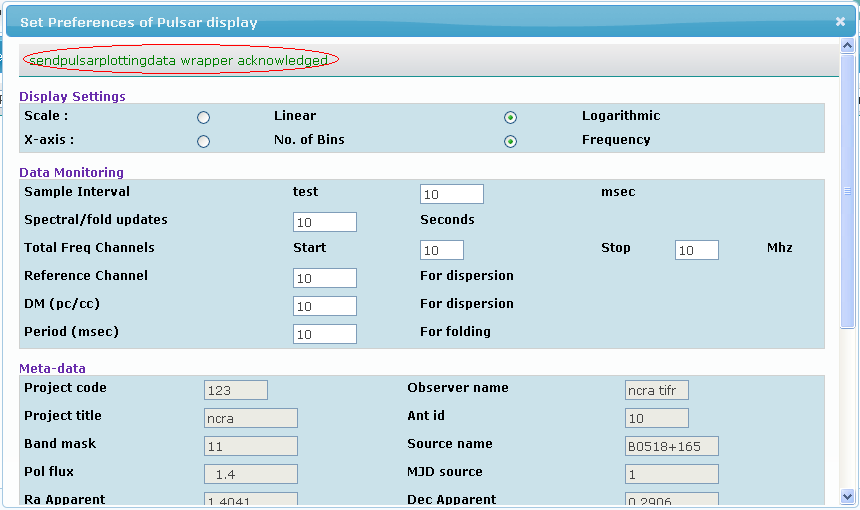 Set Preferences of Pulsar display
sendpulsarplottingdata wrapper acknowledged
Display Settings
Scale : Linear Logarithmic
X-axis : No. of Bins Frequency
Data Monitoring
Sample Interval test 10 msec
Spectral/fold updates 10 Seconds
Total Freq Channels Start 10 Stop 10 Mhz
Reference Channel 10 For dispersion
DM (pc/cc) 10 For dispersion
Period (msec) 10 For folding
Meta-data
Project code 123 Observer name ncra tifr
Project title ncra Ant id 10
Band mask 11 Source name B0518+165
Pol flux 1.4 MJD source 1
Ra Apparent 1.4041 Dec Apparent 0.2906